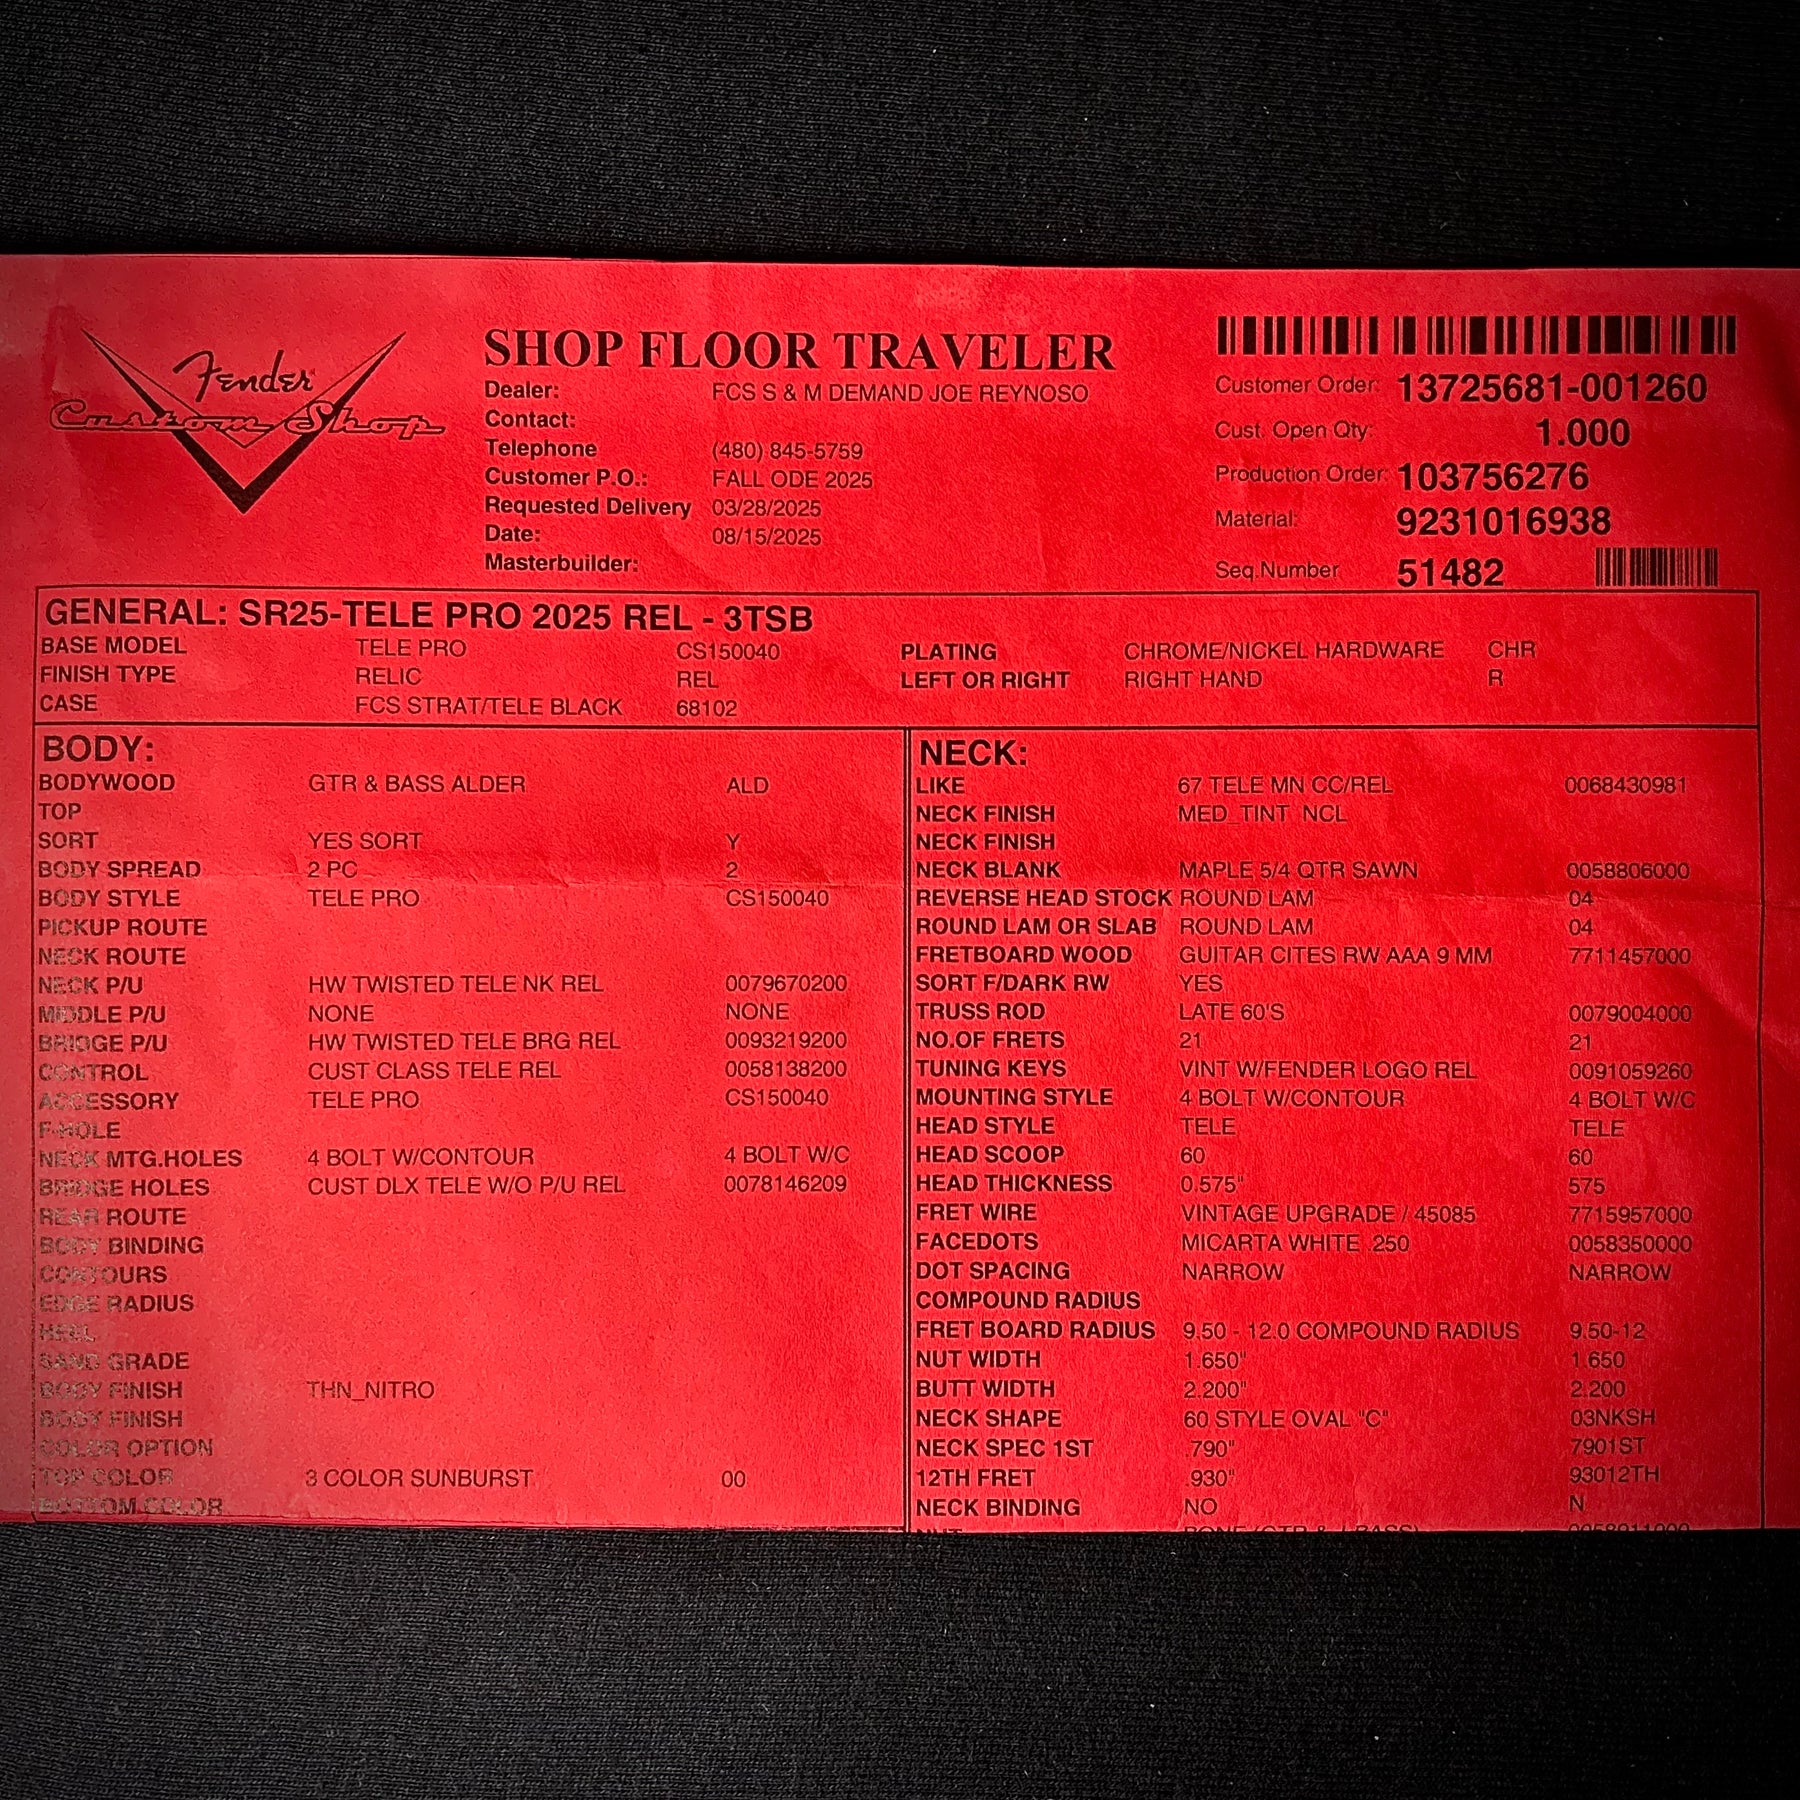 Fender
Custom Shop
SHOP FLOOR TRAVELER
Dealer: FCS S & M DEMAND JOE REYNOSO
Contact:
Telephone (480) 845-5759
Customer P.O.: FALL ODE 2025
Requested Delivery 03/28/2025
Date: 08/15/2025
Masterbuilder:
Customer Order: 13725681-001260
Cust. Open Qty: 1.000
Production Order: 103756276
Material: 9231016938
Seq.Number 51482
GENERAL: SR25-TELE PRO 2025 REL - 3TSB
BASE MODEL TELE PRO CS150040 PLATING CHROME/NICKEL HARDWARE CHR
FINISH TYPE RELIC REL LEFT OR RIGHT RIGHT HAND R
CASE FCS STRAT/TELE BLACK 68102
BODY:
BODYWOOD GTR & BASS ALDER ALD
TOP
SORT YES SORT Y
BODY SPREAD 2 PC 2
BODY STYLE TELE PRO CS150040
PICKUP ROUTE
NECK ROUTE
NECK P/U HW TWISTED TELE NK REL 0079670200
MIDDLE P/U NONE NONE
BRIDGE P/U HW TWISTED TELE BRG REL 0093219200
CONTROL CUST CLASS TELE REL 0058138200
ACCESSORY TELE PRO CS150040
F-HOLE
NECK MTG.HOLES 4 BOLT W/CONTOUR 4 BOLT W/C
BRIDGE HOLES CUST DLX TELE W/O P/U REL 0078146209
REAR ROUTE
BODY BINDING
CONTOURS
EDGE RADIUS
HEEL
SAND GRADE
BODY FINISH THN_NITRO
BODY FINISH
COLOR OPTION
TOP COLOR 3 COLOR SUNBURST 00
BOTTOM COLOR
NECK:
LIKE 67 TELE MN CC/REL 0068430981
NECK FINISH MED_TINT NCL
NECK FINISH
NECK BLANK MAPLE 5/4 QTR SAWN 0058806000
REVERSE HEAD STOCK ROUND LAM 04
ROUND LAM OR SLAB ROUND LAM 04
FRETBOARD WOOD GUITAR CITES RW AAA 9 MM 7711457000
SORT F/DARK RW YES
TRUSS ROD LATE 60'S 0079004000
NO.OF FRETS 21 21
TUNING KEYS VINT W/FENDER LOGO REL 0091059260
MOUNTING STYLE 4 BOLT W/CONTOUR 4 BOLT W/C
HEAD STYLE TELE TELE
HEAD SCOOP 60 60
HEAD THICKNESS 0.575" 575
FRET WIRE VINTAGE UPGRADE / 45085 7715957000
FACEDOTS MICARTA WHITE .250 0058350000
DOT SPACING NARROW NARROW
COMPOUND RADIUS
FRET BOARD RADIUS 9.50 - 12.0 COMPOUND RADIUS 9.50-12
NUT WIDTH 1.650" 1.650
BUTT WIDTH 2.200" 2.200
NECK SHAPE 60 STYLE OVAL "C" 03NKSH
NECK SPEC 1ST .790" 7901ST
12TH FRET .930" 93012TH
NECK BINDING NO N